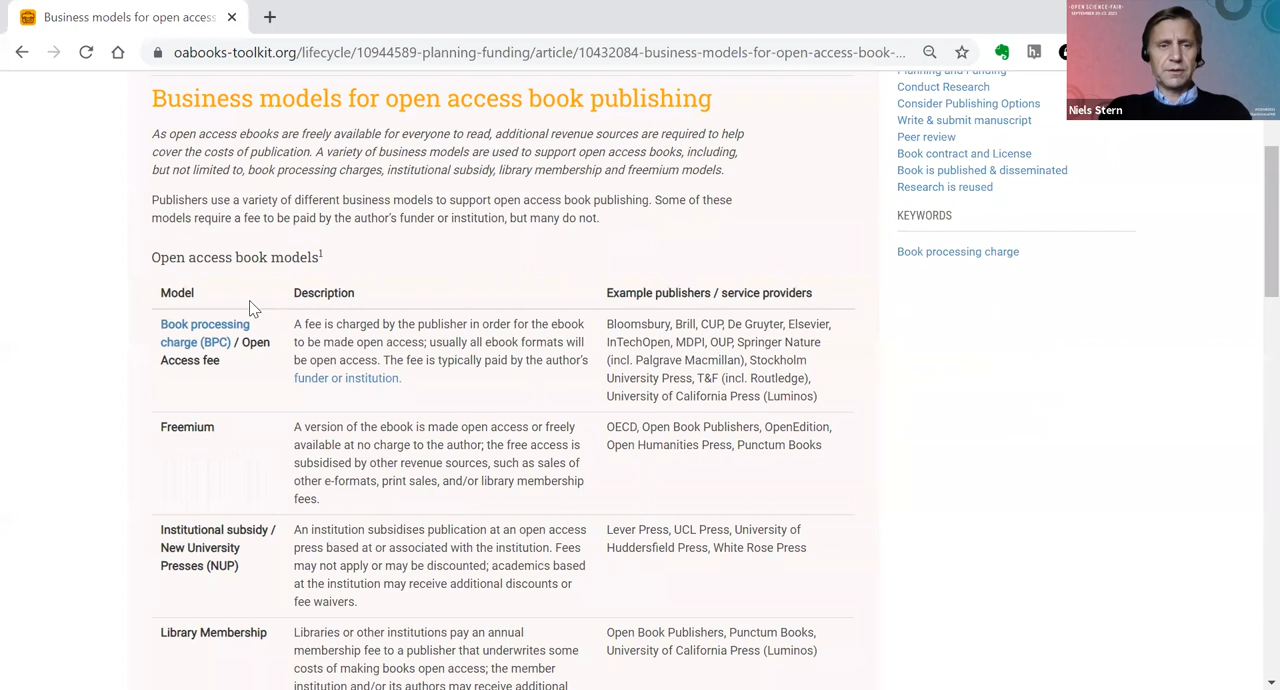 Business models for open access
oabooks-toolkit.org/lifecycle/10944589-planning-funding/article/10432084-business-models-for-open-access-book-...
·OPEN SCIENCE·FAIR·
Niels Stern
Business models for open access book publishing
As open access ebooks are freely available for everyone to read, additional revenue sources are required to help
cover the costs of publication. A variety of business models are used to support open access books, including,
but not limited to, book processing charges, institutional subsidy, library membership and freemium models.
Publishers use a variety of different business models to support open access book publishing. Some of these
models require a fee to be paid by the author's funder or institution, but many do not.
Open access book models1
Model Description Example publishers / service providers
Book processing
charge (BPC) / Open
Access fee
A fee is charged by the publisher in order for the ebook
to be made open access; usually all ebook formats will
be open access. The fee is typically paid by the author's
funder or institution.
Bloomsbury, Brill, CUP, De Gruyter, Elsevier,
InTechOpen, MDPI, OUP, Springer Nature
(incl. Palgrave Macmillan), Stockholm
University Press, T&F (incl. Routledge),
University of California Press (Luminos)
Freemium
A version of the ebook is made open access or freely
available at no charge to the author; the free access is
subsidised by other revenue sources, such as sales of
other e-formats, print sales, and/or library membership
fees.
OECD, Open Book Publishers, OpenEdition,
Open Humanities Press, Punctum Books
Institutional subsidy /
New University
Presses (NUP)
An institution subsidises publication at an open access
press based at or associated with the institution. Fees
may not apply or may be discounted; academics based
at the institution may receive additional discounts or
fee waivers.
Lever Press, UCL Press, University of
Huddersfield Press, White Rose Press
Library Membership
Libraries or other institutions pay an annual
membership fee to a publisher that underwrites some
costs of making books open access; the member
institution and/or its authors may receive additional
Open Book Publishers, Punctum Books,
University of California Press (Luminos)
Planning and Funding
Conduct Research
Consider Publishing Options
Write & submit manuscript
Peer review
Book contract and License
Book is published & disseminated
Research is reused
KEYWORDS
Book processing charge